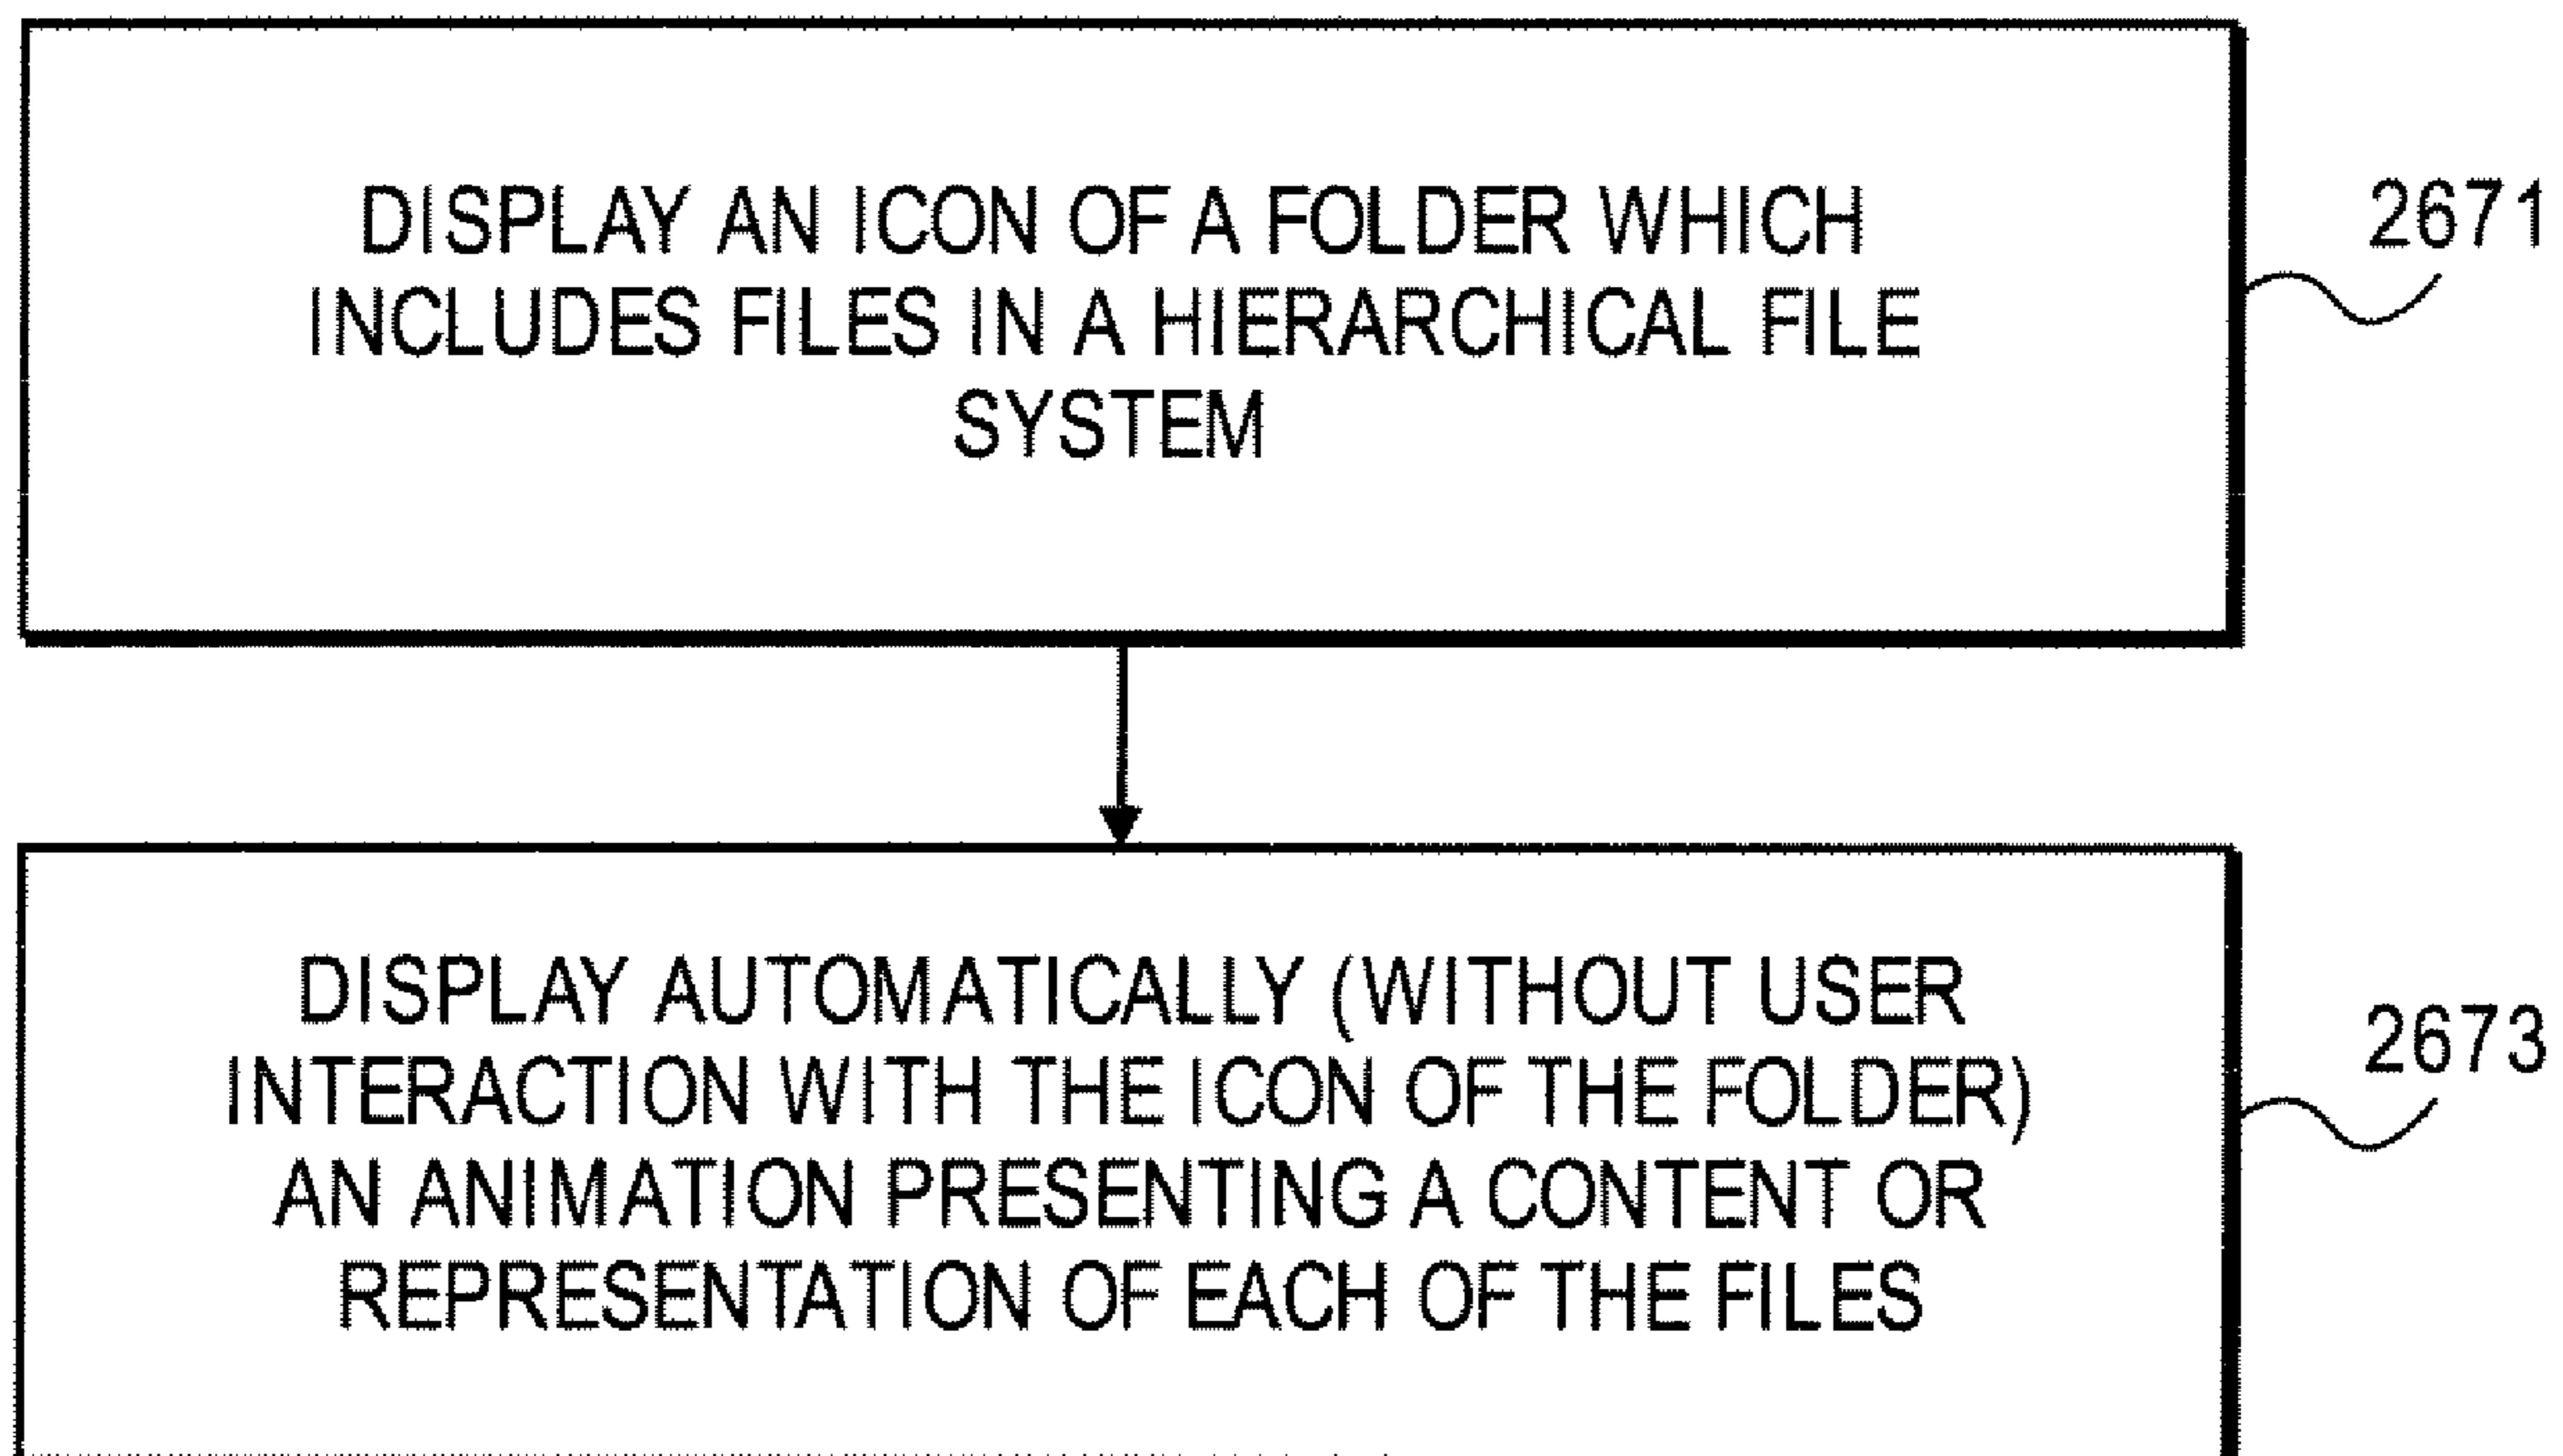 DISPLAY AN ICON OF A FOLDER WHICH
INCLUDES FILES IN A HIERARCHICAL FILE
SYSTEM
2671
DISPLAY AUTOMATICALLY (WITHOUT USER
INTERACTION WITH THE ICON OF THE FOLDER)
AN ANIMATION PRESENTING A CONTENT OR
REPRESENTATION OF EACH OF THE FILES
2673